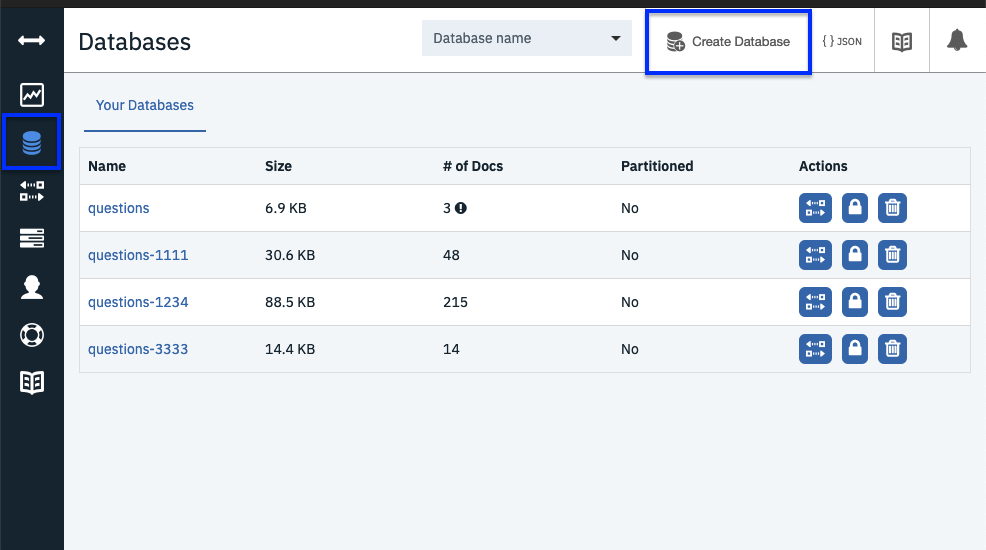 Databases
Database name
Create Database
{ } JSON
Your Databases
Name Size # of Docs Partitioned Actions
questions 6.9 KB 3 No
questions-1111 30.6 KB 48 No
questions-1234 88.5 KB 215 No
questions-3333 14.4 KB 14 No